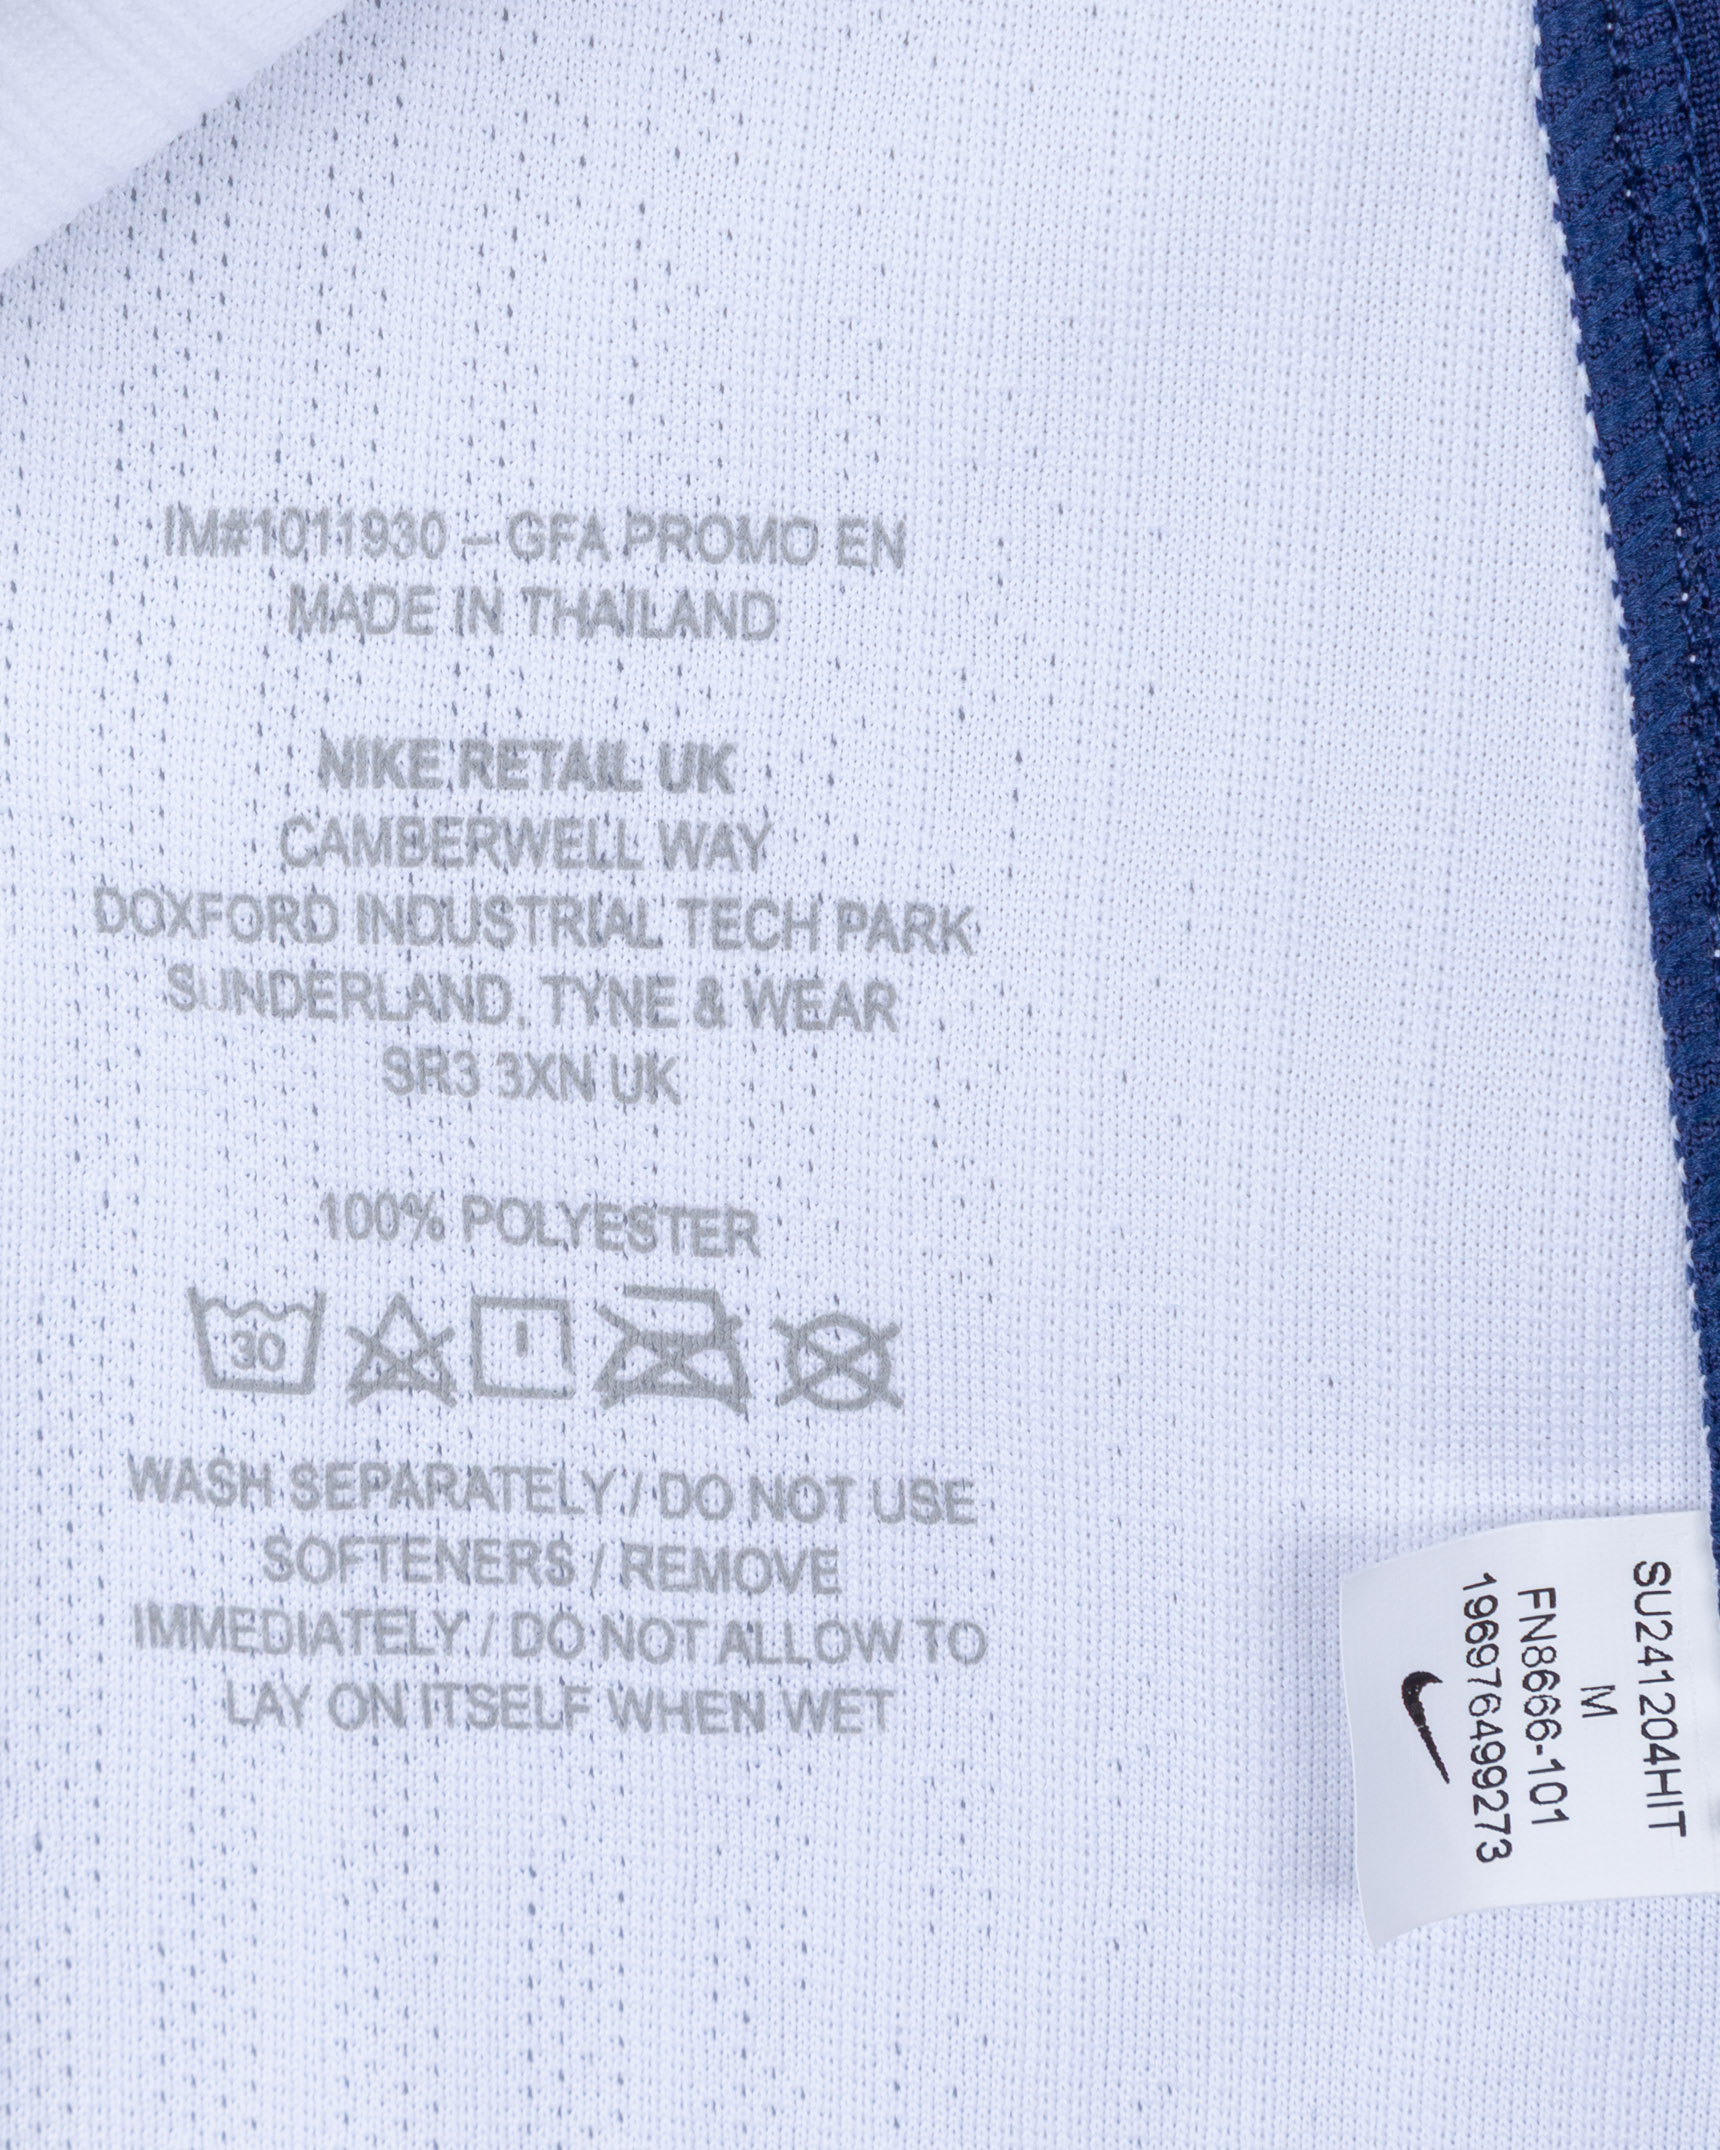 IM#1011930 – GFA PROMO EN
MADE IN THAILAND
NIKE RETAIL UK
CAMBERWELL WAY
DOXFORD INDUSTRIAL TECH PARK
SUNDERLAND, TYNE & WEAR
SR3 3XN UK
100% POLYESTER
30
WASH SEPARATELY / DO NOT USE
SOFTENERS / REMOVE
IMMEDIATELY / DO NOT ALLOW TO
LAY ON ITSELF WHEN WET
SU241204HIT
M
FN8666-101
196976499273